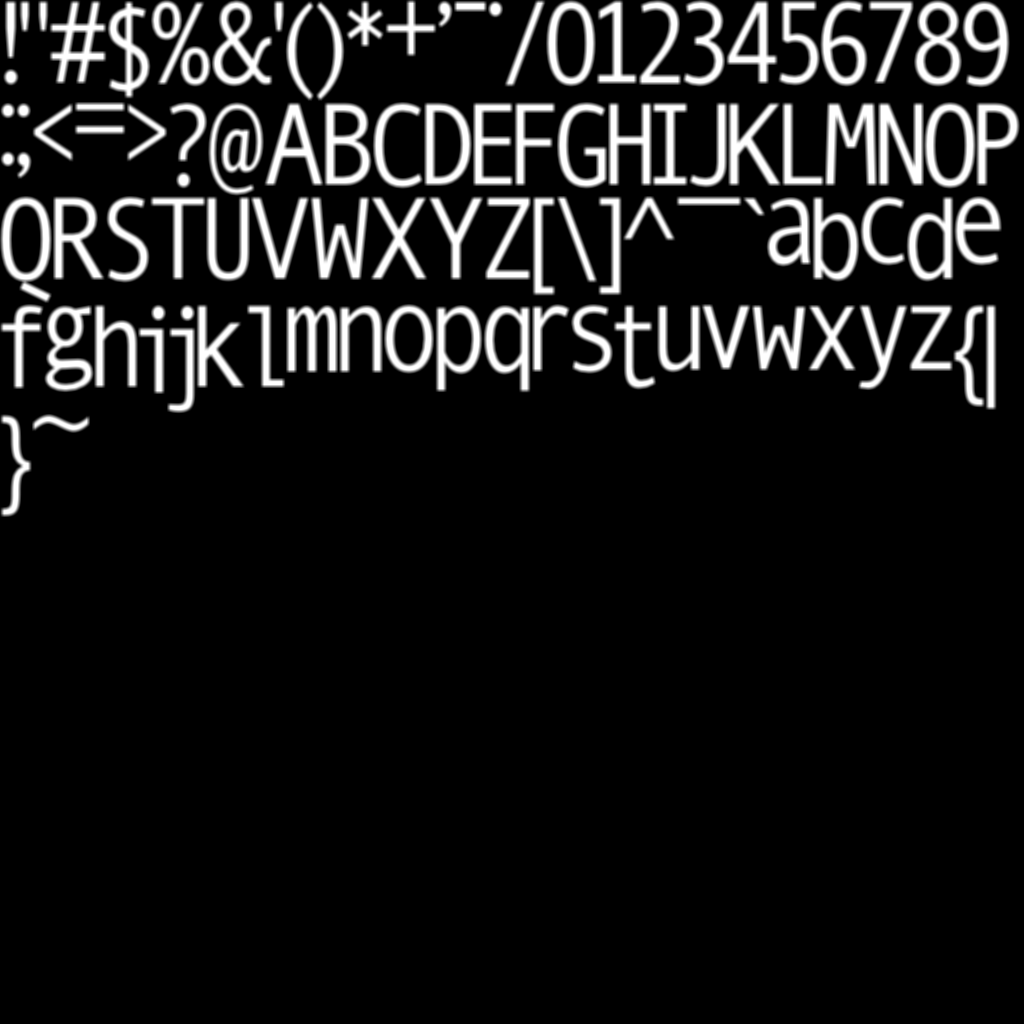 !"#$%&'()*+,-./0123456789
:;<=>?@ABCDEFGHIJKLMNOP
QRSTUVWXYZ[\]^_`abcde
fghijklmnopqrstuvwxyz{|
}~